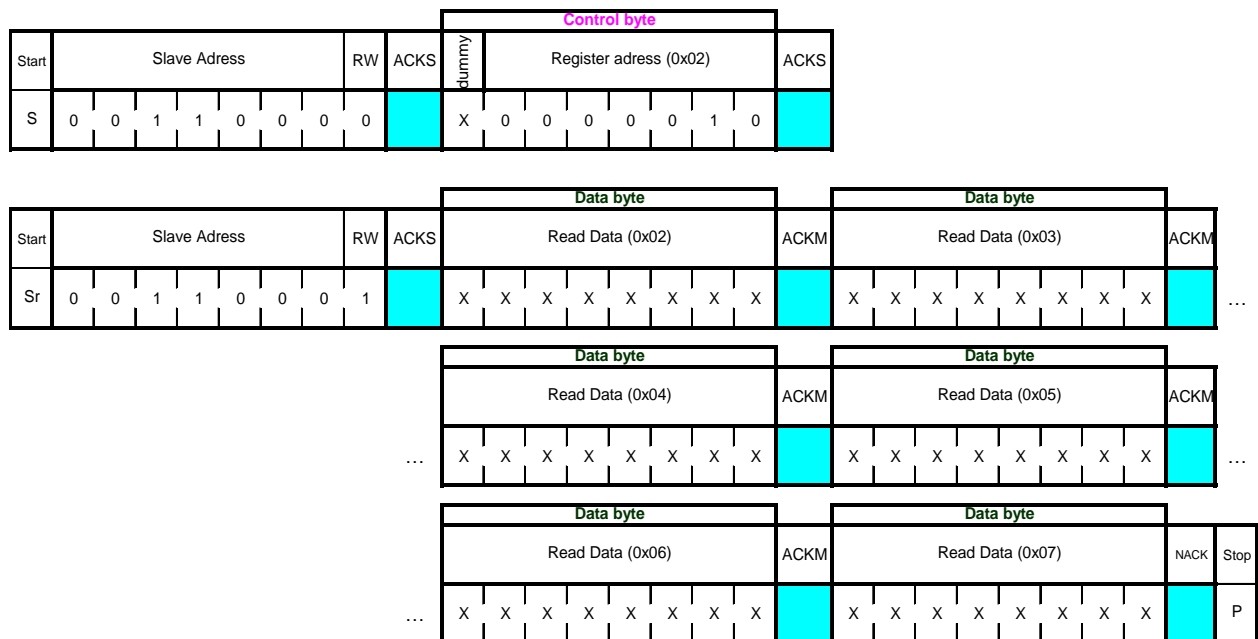 Control byte
Start Slave Adress RW ACKS dummy Register adress (0x02) ACKS
S 0 0 1 1 0 0 0 0 X 0 0 0 0 0 1 0
Data byte Data byte
Start Slave Adress RW ACKS Read Data (0x02) ACKM Read Data (0x03) ACKM
Sr 0 0 1 1 0 0 0 1 X X X X X X X X X X X X X X X X …
Data byte Data byte
Read Data (0x04) ACKM Read Data (0x05) ACKM
… X X X X X X X X X X X X X X X X …
Data byte Data byte
Read Data (0x06) ACKM Read Data (0x07) NACK Stop
… X X X X X X X X X X X X X X X X P